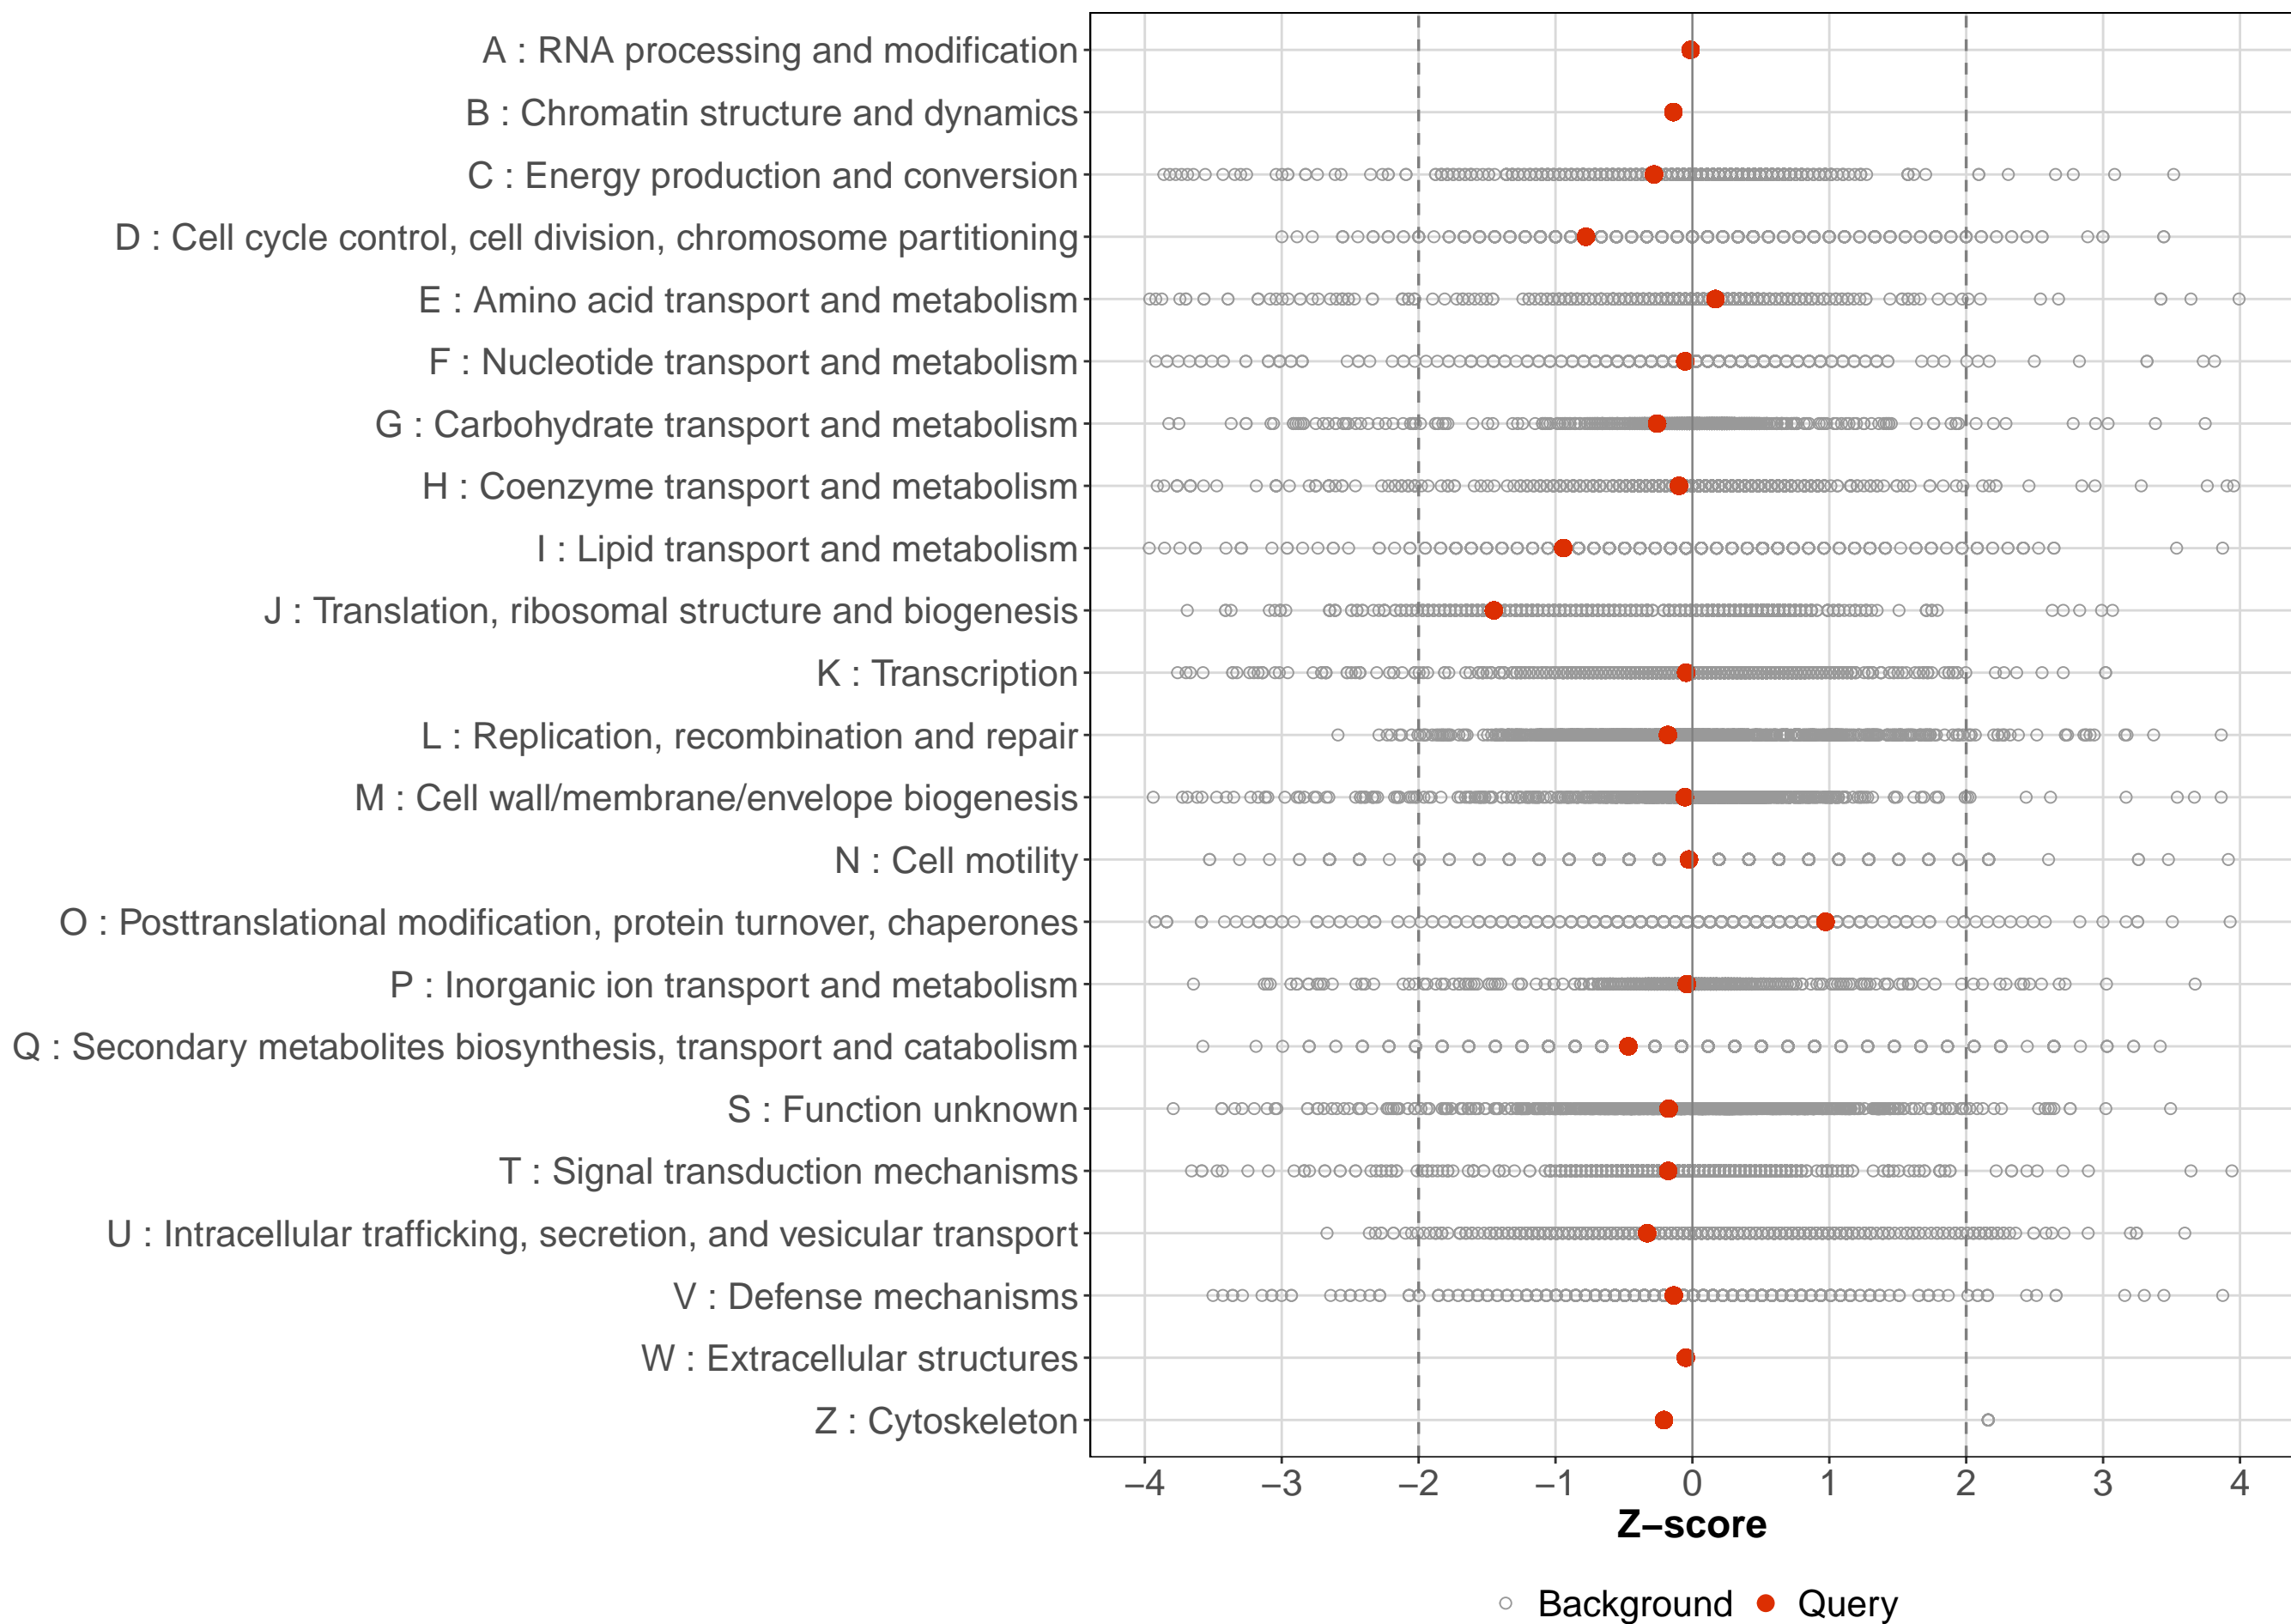 A : RNA processing and modification
B : Chromatin structure and dynamics
C : Energy production and conversion
D : Cell cycle control, cell division, chromosome partitioning
E : Amino acid transport and metabolism
F : Nucleotide transport and metabolism
G : Carbohydrate transport and metabolism
H : Coenzyme transport and metabolism
I : Lipid transport and metabolism
J : Translation, ribosomal structure and biogenesis
K : Transcription
L : Replication, recombination and repair
M : Cell wall/membrane/envelope biogenesis
N : Cell motility
O : Posttranslational modification, protein turnover, chaperones
P : Inorganic ion transport and metabolism
Q : Secondary metabolites biosynthesis, transport and catabolism
S : Function unknown
T : Signal transduction mechanisms
U : Intracellular trafficking, secretion, and vesicular transport
V : Defense mechanisms
W : Extracellular structures
Z : Cytoskeleton
−4 −3 −2 −1 0 1 2 3 4
Z−score
Background Query